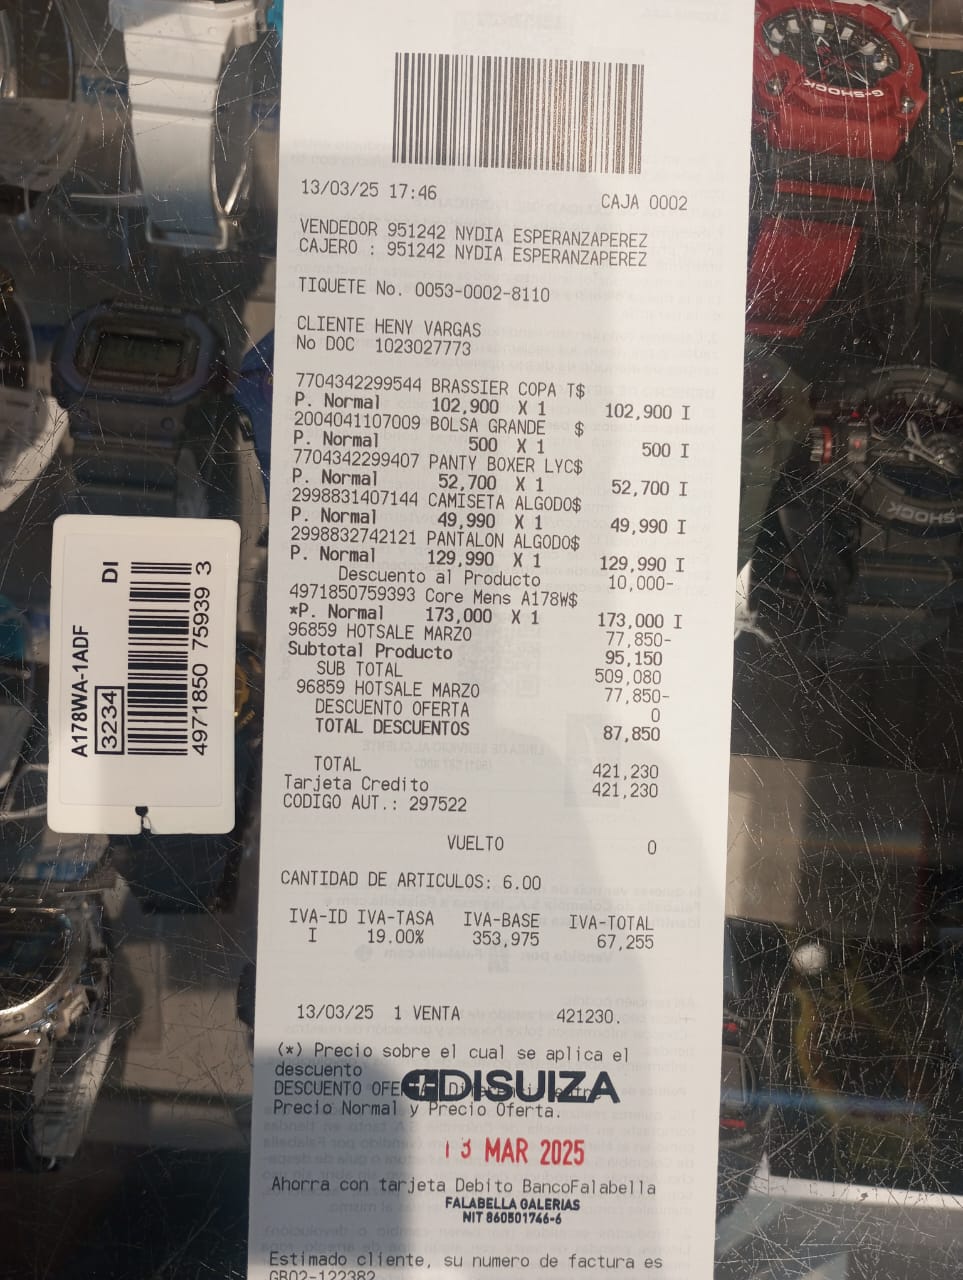 13/03/25 17:46 CAJA 0002
VENDEDOR 951242 NYDIA ESPERANZAPEREZ
CAJERO : 951242 NYDIA ESPERANZAPEREZ
TIQUETE No. 0053-0002-8110
CLIENTE HENY VARGAS
No DOC 1023027773
7704342299544 BRASSIER COPA T$
P. Normal 102,900 X 1 102,900 I
2004041107009 BOLSA GRANDE $
P. Normal 500 X 1 500 I
7704342299407 PANTY BOXER LYC$
P. Normal 52,700 X 1 52,700 I
2998831407144 CAMISETA ALGODO$
P. Normal 49,990 X 1 49,990 I
2998832742121 PANTALON ALGODO$
P. Normal 129,990 X 1 129,990 I
Descuento al Producto 10,000-
4971850759393 Core Mens A178W$
*P. Normal 173,000 X 1 173,000 I
96859 HOTSALE MARZO 77,850-
Subtotal Producto 95,150
SUB TOTAL 509,080
96859 HOTSALE MARZO 77,850-
DESCUENTO OFERTA 0
TOTAL DESCUENTOS 87,850
TOTAL 421,230
Tarjeta Credito 421,230
CODIGO AUT.: 297522
VUELTO 0
CANTIDAD DE ARTICULOS: 6.00
IVA-ID IVA-TASA IVA-BASE IVA-TOTAL
I 19.00% 353,975 67,255
13/03/25 1 VENTA 421230.
(*) Precio sobre el cual se aplica el
descuento
DESCUENTO
DISUIZA
Precio Normal y Precio Oferta.
13 MAR 2025
Ahorra con tarjeta Debito BancoFalabella
FALABELLA GALERIAS
NIT 860501746-6
Estimado cliente, su numero de factura es
GB02-122382
A178WA-1ADF DI
3234
4971850 75939 3
G-SHOCK
G-SHOCK